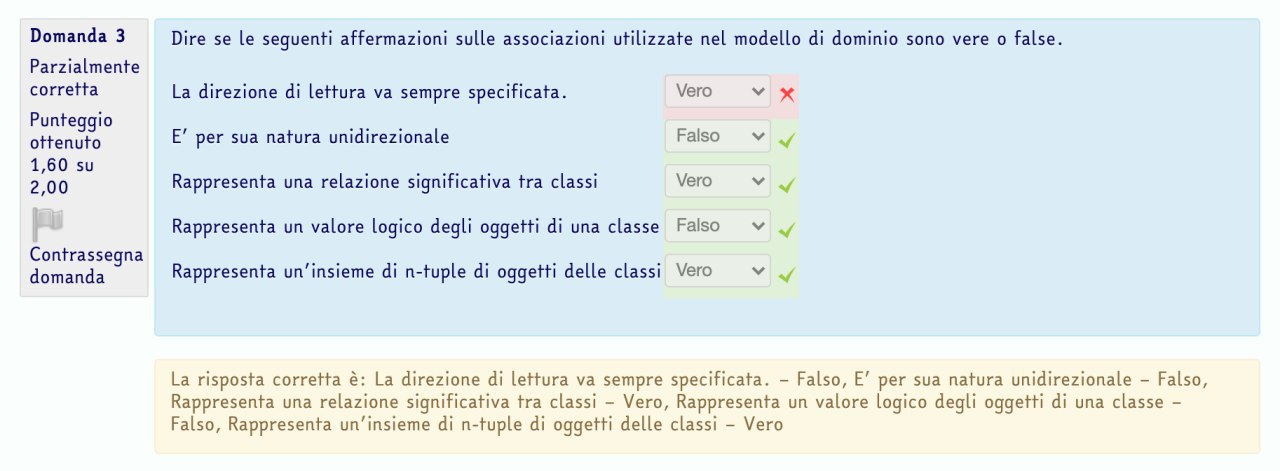 Domanda 3
Parzialmente
corretta
Punteggio
ottenuto
1,60 su
2,00
Contrassegna
domanda
Dire se le seguenti affermazioni sulle associazioni utilizzate nel modello di dominio sono vere o false.
La direzione di lettura va sempre specificata. Vero
E' per sua natura unidirezionale Falso
Rappresenta una relazione significativa tra classi Vero
Rappresenta un valore logico degli oggetti di una classe Falso
Rappresenta un'insieme di n-tuple di oggetti delle classi Vero
La risposta corretta è: La direzione di lettura va sempre specificata. – Falso, E' per sua natura unidirezionale – Falso,
Rappresenta una relazione significativa tra classi – Vero, Rappresenta un valore logico degli oggetti di una classe –
Falso, Rappresenta un'insieme di n-tuple di oggetti delle classi – Vero